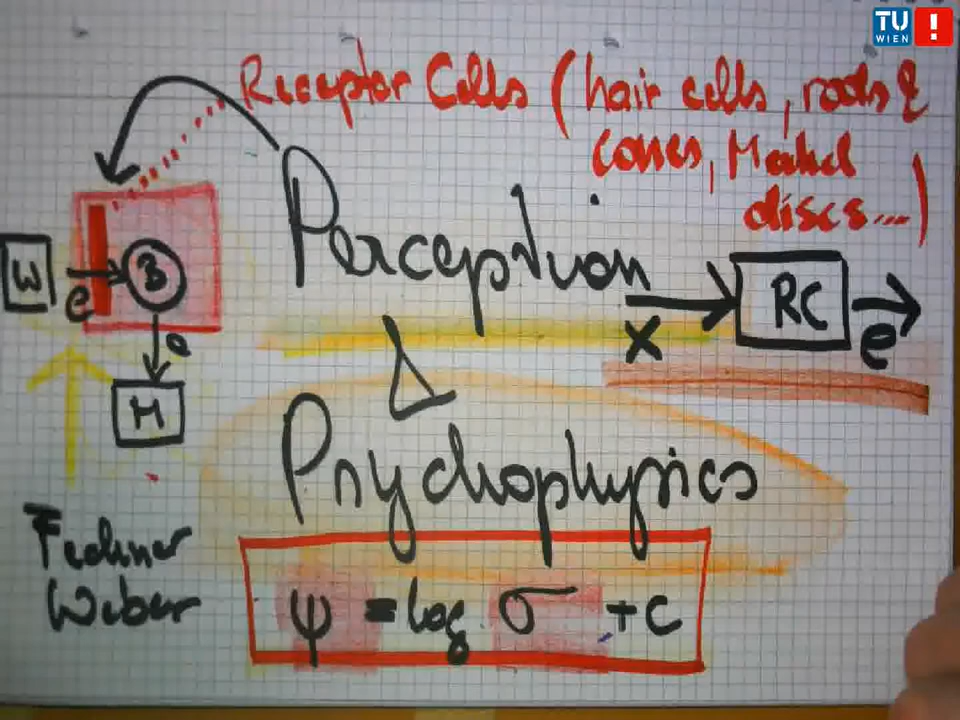 TU
WIEN
!
Receptor Cells (hair cells, rods &
cones, Merkel
discs...)
Perception
W
e
B
e
M
X
RC
e
&
Psychophysics
Fechner
Weber
ψ = log σ + c